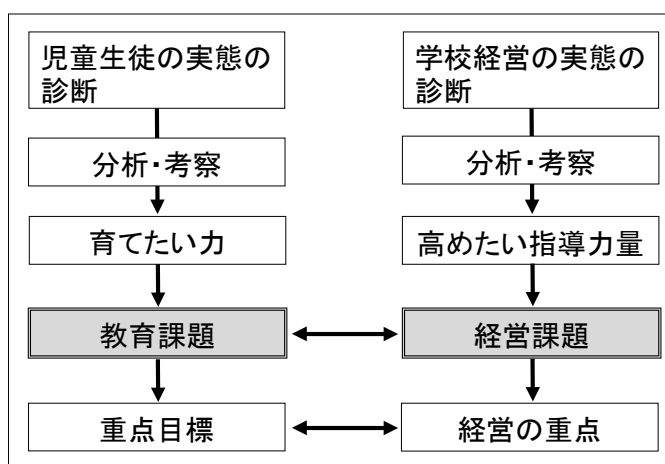 児童生徒の実態の
診断
分析・考察
育てたい力
教育課題
重点目標
学校経営の実態の
診断
分析・考察
高めたい指導力量
経営課題
経営の重点